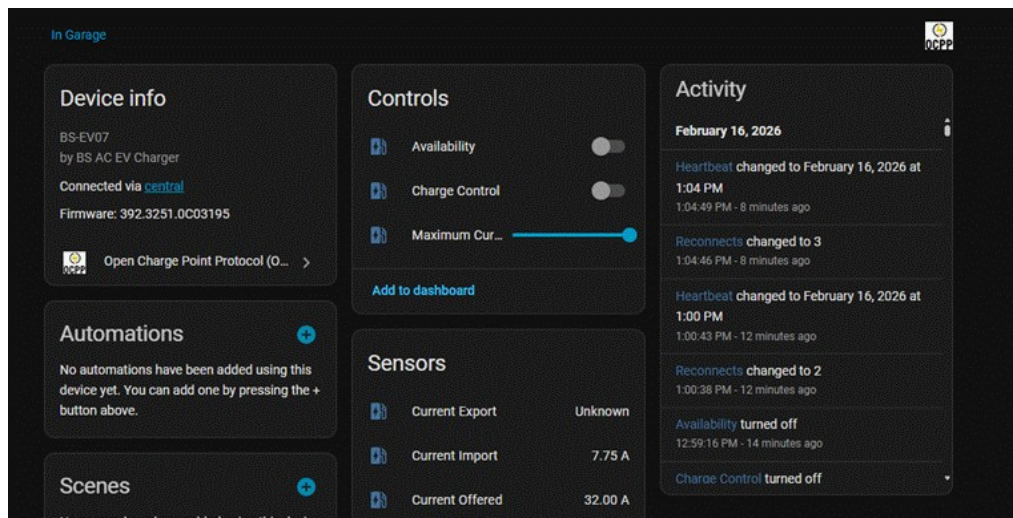 In Garage
OCPP
Device info
BS-EV07
by BS AC EV Charger
Connected via central
Firmware: 392.3251.0C03195
OCPP
Open Charge Point Protocol (O...
Automations
No automations have been added using this
device yet. You can add one by pressing the +
button above.
Scenes
Controls
Availability
Charge Control
Maximum Cur...
Add to dashboard
Sensors
Current Export Unknown
Current Import 7.75 A
Current Offered 32.00 A
Activity
February 16, 2026
Heartbeat changed to February 16, 2026 at
1:04 PM
1:04:49 PM - 8 minutes ago
Reconnects changed to 3
1:04:46 PM - 8 minutes ago
Heartbeat changed to February 16, 2026 at
1:00 PM
1:00:43 PM - 12 minutes ago
Reconnects changed to 2
1:00:38 PM - 12 minutes ago
Availability turned off
12:59:16 PM - 14 minutes ago
Charge Control turned off